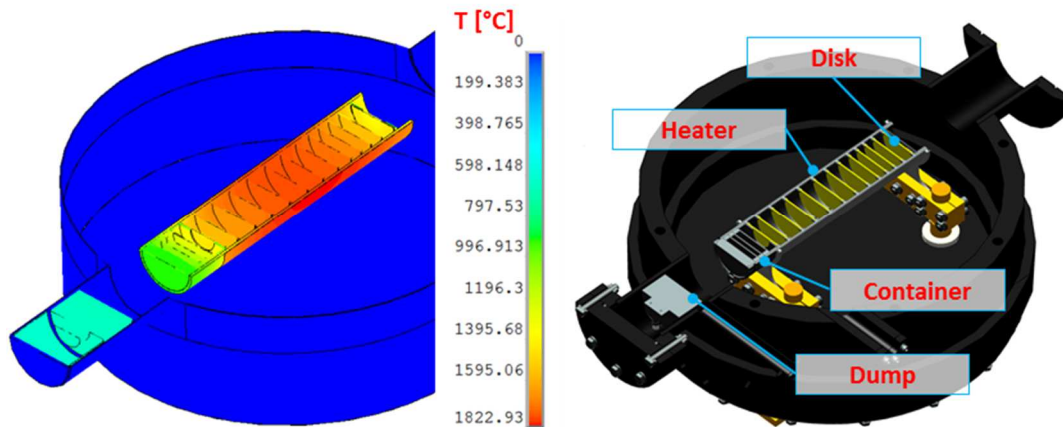 T [°C]
0
199.383
398.765
598.148
797.53
996.913
1196.3
1395.68
1595.06
1822.93
Disk
Heater
Container
Dump